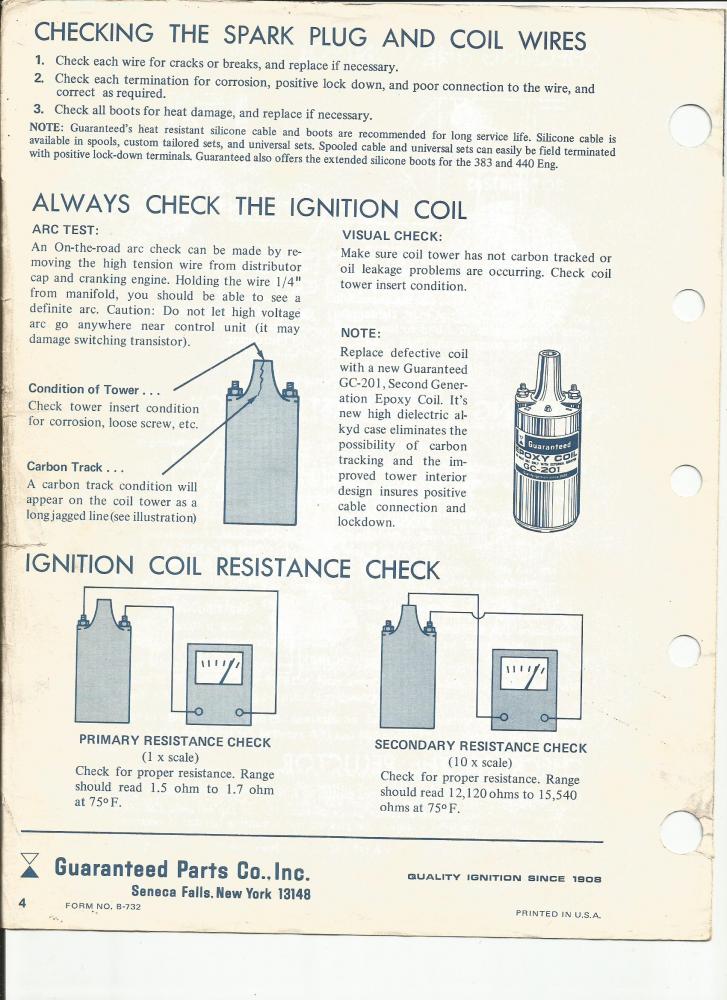 CHECKING THE SPARK PLUG AND COIL WIRES
1. Check each wire for cracks or breaks, and replace if necessary.
2. Check each termination for corrosion, positive lock down, and poor connection to the wire, and
correct as required.
3. Check all boots for heat damage, and replace if necessary.
NOTE: Guaranteed's heat resistant silicone cable and boots are recommended for long service life. Silicone cable is
available in spools, custom tailored sets, and universal sets. Spooled cable and universal sets can easily be field terminated
with positive lock-down terminals. Guaranteed also offers the extended silicone boots for the 383 and 440 Eng.
ALWAYS CHECK THE IGNITION COIL
ARC TEST:
An On-the-road arc check can be made by re-
moving the high tension wire from distributor
cap and cranking engine. Holding the wire 1/4"
from manifold, you should be able to see a
definite arc. Caution: Do not let high voltage
arc go anywhere near control unit (it may
damage switching transistor).
Condition of Tower . . .
Check tower insert condition
for corrosion, loose screw, etc.
Carbon Track . . .
A carbon track condition will
appear on the coil tower as a
long jagged line (see illustration)
VISUAL CHECK:
Make sure coil tower has not carbon tracked or
oil leakage problems are occurring. Check coil
tower insert condition.
NOTE:
Replace defective coil
with a new Guaranteed
GC-201, Second Gener-
ation Epoxy Coil. It's
new high dielectric al-
kyd case eliminates the
possibility of carbon
tracking and the im-
proved tower interior
design insures positive
cable connection and
lockdown.
Guaranteed
EPOXY COIL
GC-201
IGNITION COIL RESISTANCE CHECK
PRIMARY RESISTANCE CHECK
(1 x scale)
Check for proper resistance. Range
should read 1.5 ohm to 1.7 ohm
at 75° F.
SECONDARY RESISTANCE CHECK
(10 x scale)
Check for proper resistance. Range
should read 12,120 ohms to 15,540
ohms at 75° F.
Guaranteed Parts Co., Inc.
Seneca Falls, New York 13148
QUALITY IGNITION SINCE 1908
4
FORM NO. B-732
PRINTED IN U.S.A.